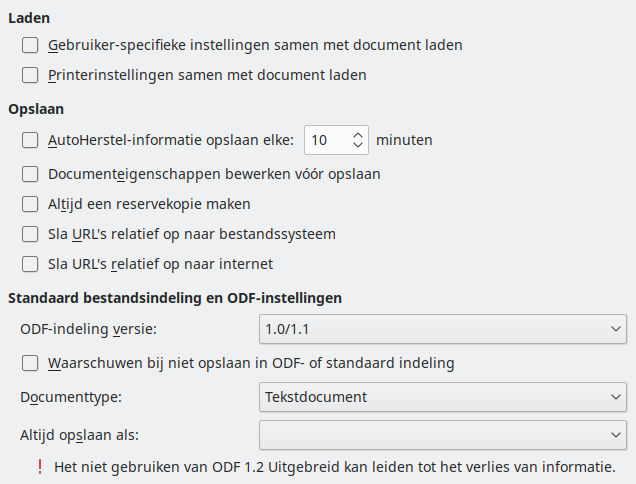 Laden
Gebruiker-specifieke instellingen samen met document laden
Printerinstellingen samen met document laden
Opslaan
AutoHerstel-informatie opslaan elke: 10 minuten
Documenteigenschappen bewerken vóór opslaan
Altijd een reservekopie maken
Sla URL's relatief op naar bestandssysteem
Sla URL's relatief op naar internet
Standaard bestandsindeling en ODF-instellingen
ODF-indeling versie: 1.0/1.1
Waarschuwen bij niet opslaan in ODF- of standaard indeling
Documenttype: Tekstdocument
Altijd opslaan als:
! Het niet gebruiken van ODF 1.2 Uitgebreid kan leiden tot het verlies van informatie.